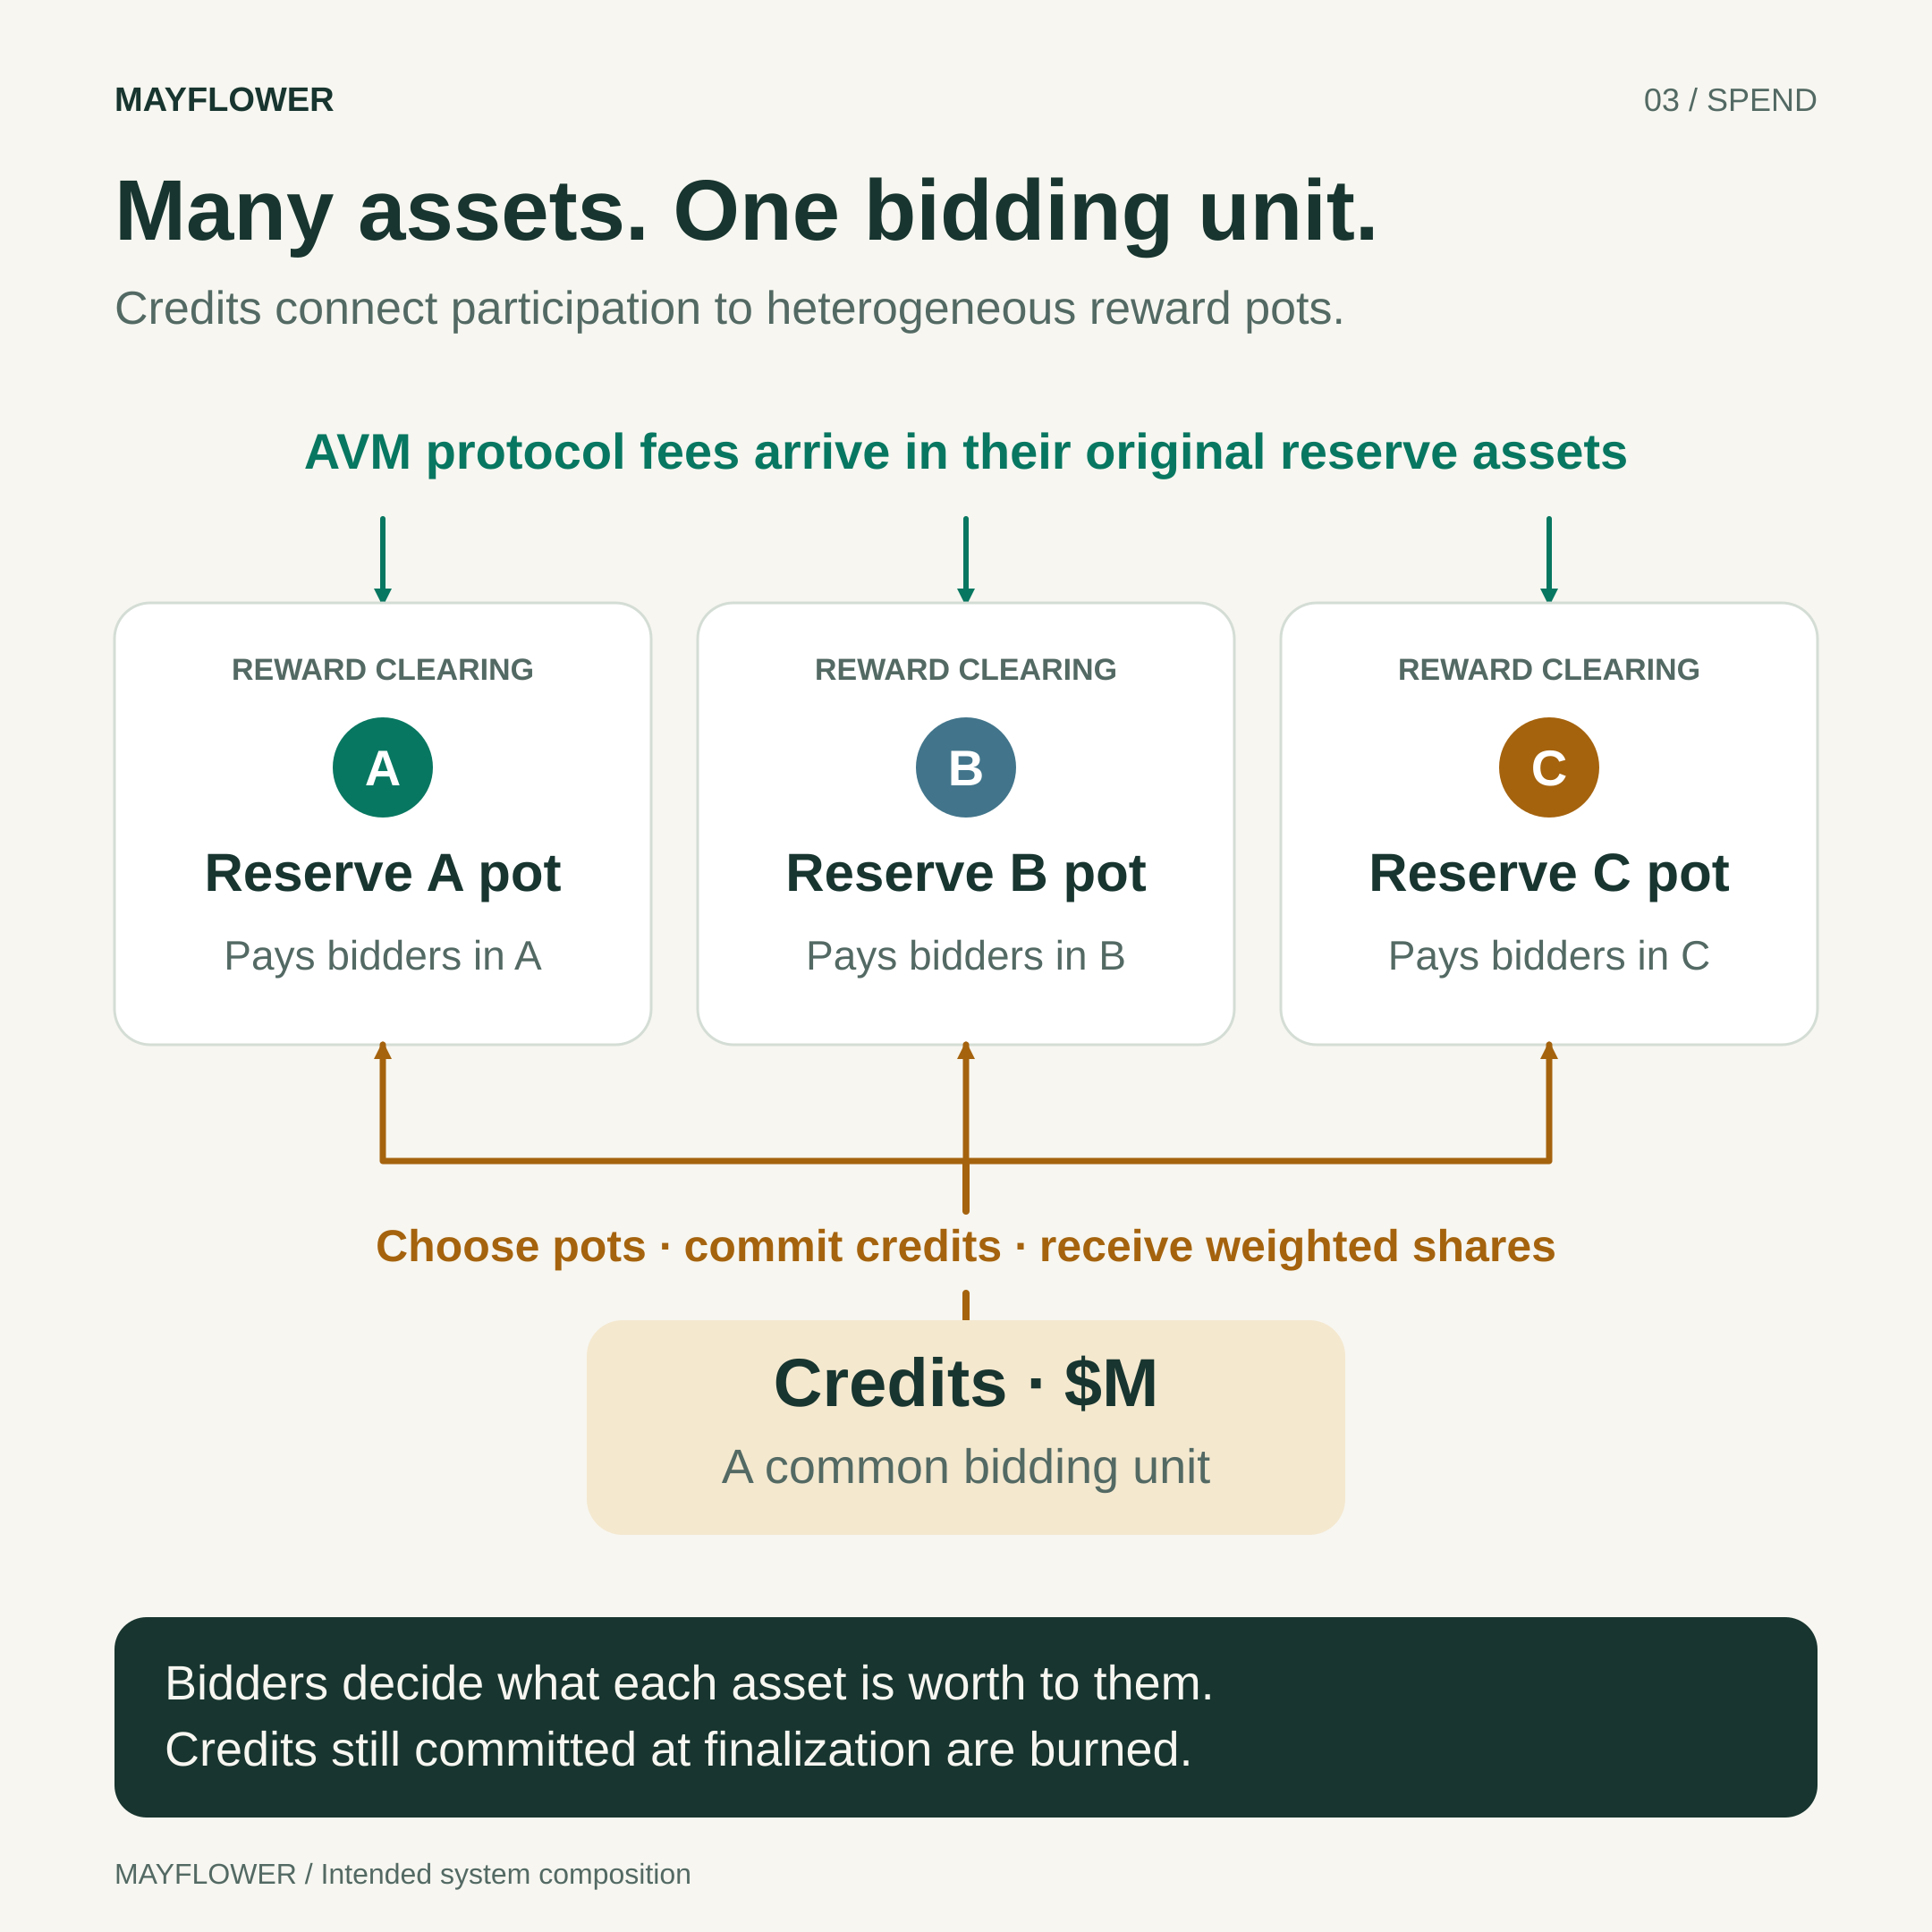 MAYFLOWER
03 / SPEND
Many assets. One bidding unit.
Credits connect participation to heterogeneous reward pots.
AVM protocol fees arrive in their original reserve assets
REWARD CLEARING
A
Reserve A pot
Pays bidders in A
REWARD CLEARING
B
Reserve B pot
Pays bidders in B
REWARD CLEARING
C
Reserve C pot
Pays bidders in C
Choose pots · commit credits · receive weighted shares
Credits · $M
A common bidding unit
Bidders decide what each asset is worth to them.
Credits still committed at finalization are burned.
MAYFLOWER / Intended system composition